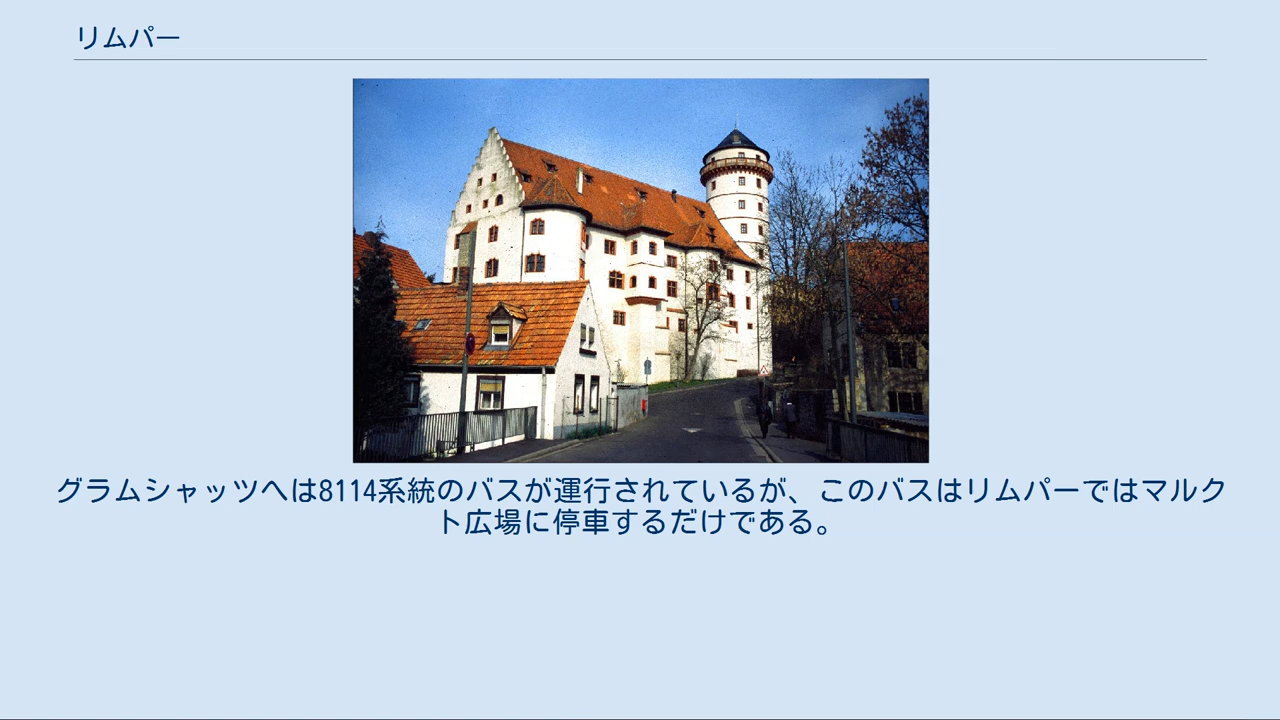 リムパー
グラムシャッツへは8114系統のバスが運行されているが、このバスはリムパーではマルク
ト広場に停車するだけである。